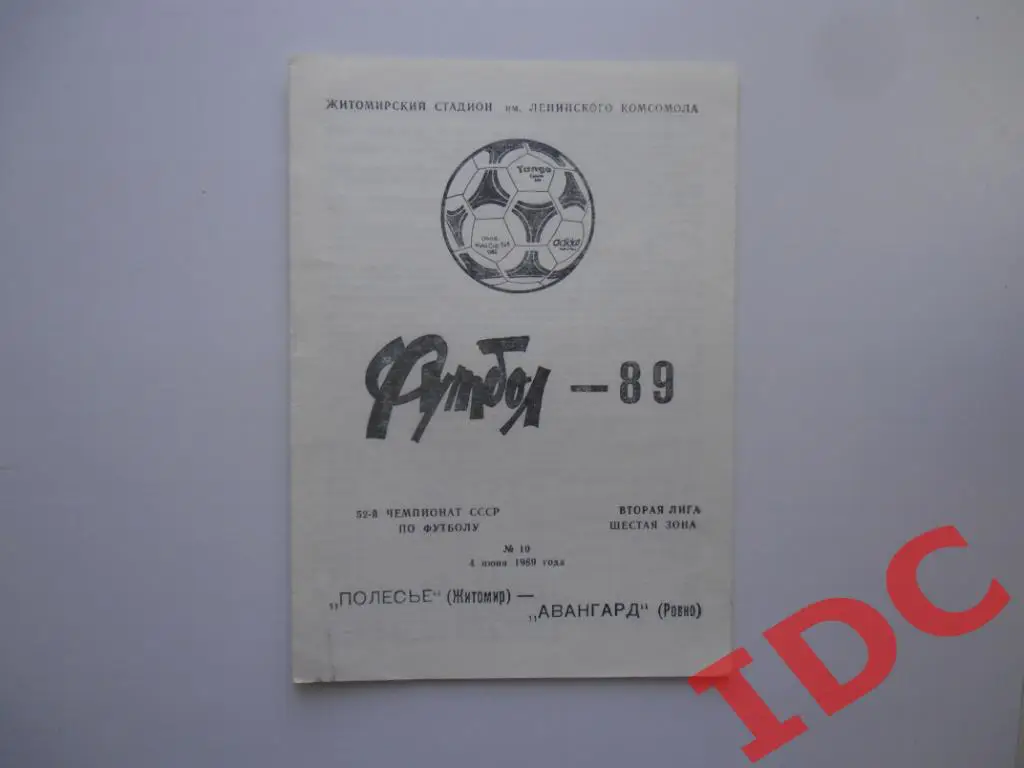 ЖИТОМИРСКИЙ СТАДИОН им. ЛЕНИНСКОГО КОМСОМОЛА
Tango
adidas
Футбол — 89
52-й ЧЕМПИОНАТ СССР
ПО ФУТБОЛУ
ВТОРАЯ ЛИГА
ШЕСТАЯ ЗОНА
№ 10
4 июня 1989 года
„ПОЛЕСЬЕ“ (Житомир) —
„АВАНГАРД“ (Ровно)
IDC